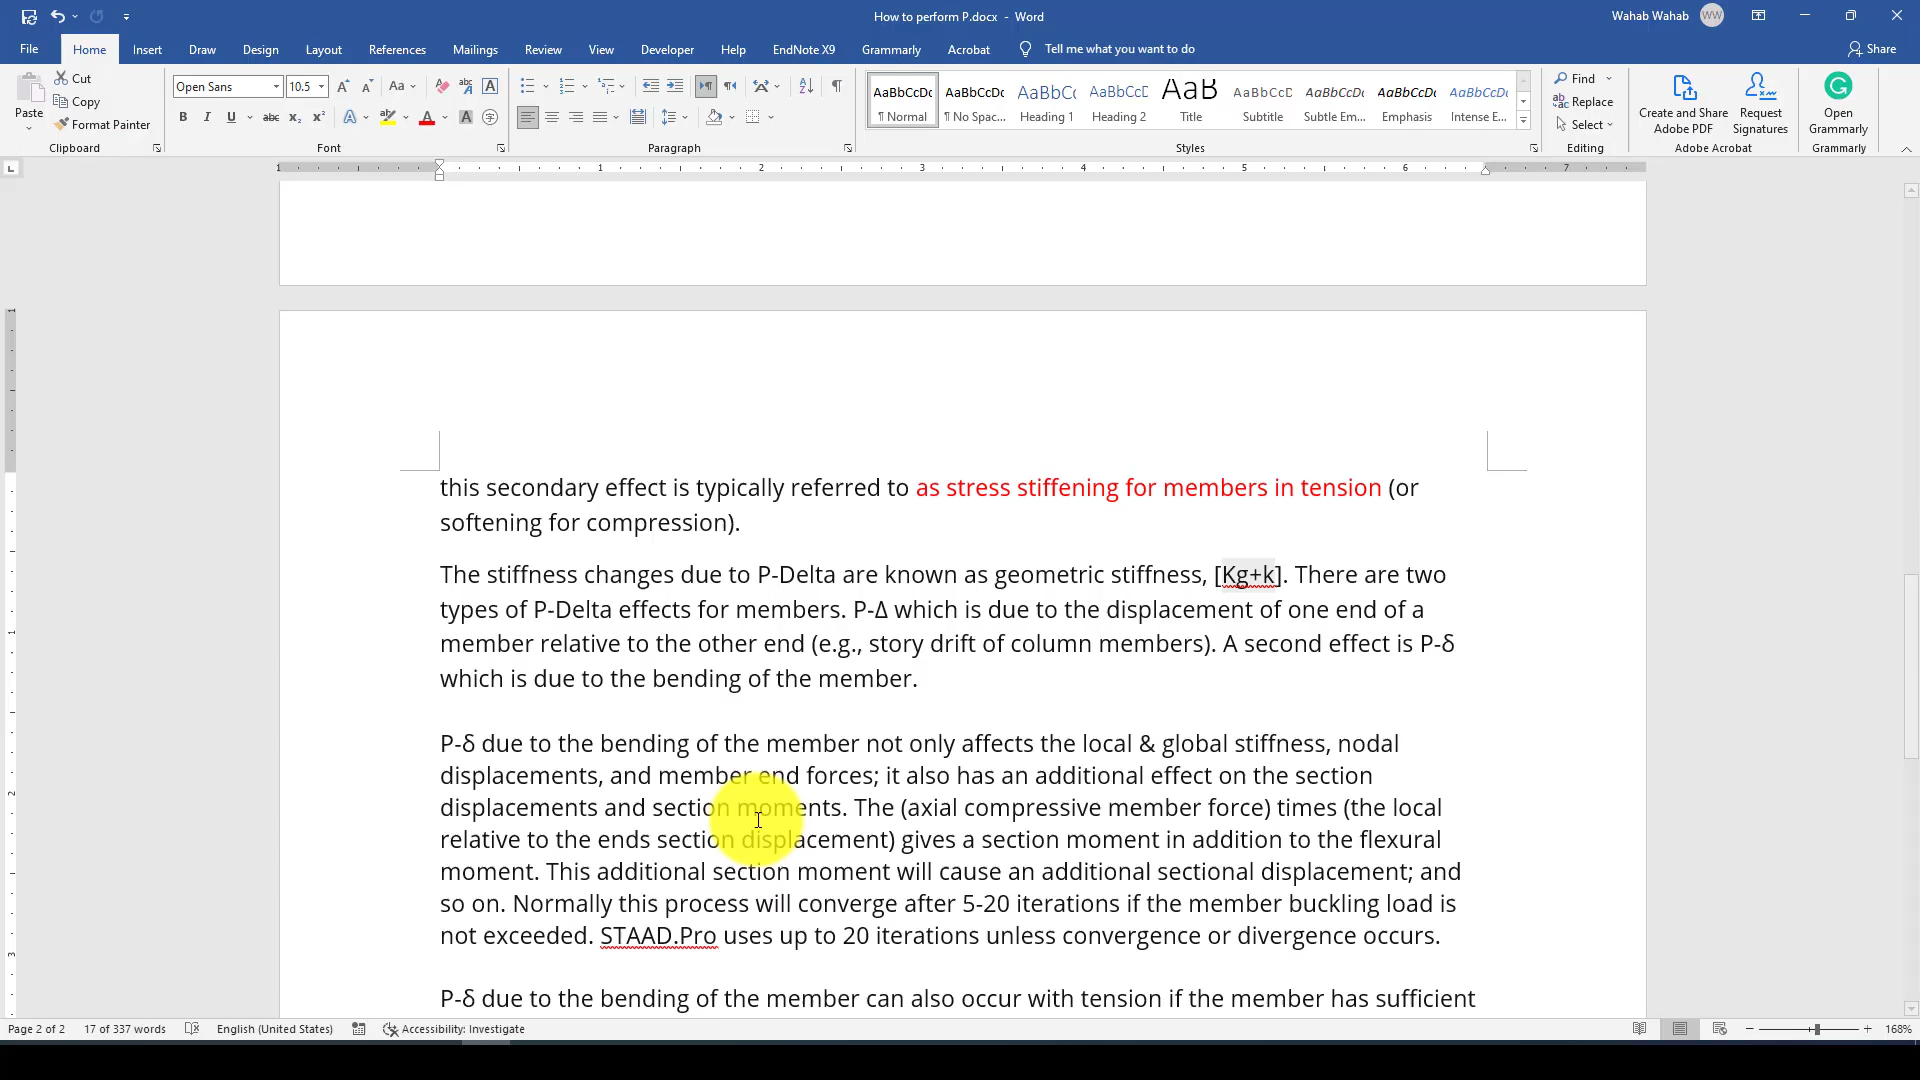 How to perform P.docx - Word
Wahab Wahab
WW
File
Home
Insert
Draw
Design
Layout
References
Mailings
Review
View
Developer
Help
EndNote X9
Grammarly
Acrobat
Tell me what you want to do
Share
Paste
Cut
Copy
Format Painter
Clipboard
Open Sans
10.5
Font
Paragraph
AaBbCcDc
¶ Normal
AaBbCcDc
¶ No Spac...
AaBbC(
Heading 1
AaBbCcD
Heading 2
AaB
Title
AaBbCcD
Subtitle
AaBbCcDc
Subtle Em...
AaBbCcDc
Emphasis
AaBbCcDc
Intense E...
Styles
Find
Replace
Select
Editing
Create and Share
Adobe PDF
Request
Signatures
Adobe Acrobat
Open
Grammarly
Grammarly
1 1 2 3 4 5 6 7
this secondary effect is typically referred to as stress stiffening for members in tension (or
softening for compression).
The stiffness changes due to P-Delta are known as geometric stiffness, [Kg+k]. There are two
types of P-Delta effects for members. P-Δ which is due to the displacement of one end of a
member relative to the other end (e.g., story drift of column members). A second effect is P-δ
which is due to the bending of the member.
P-δ due to the bending of the member not only affects the local & global stiffness, nodal
displacements, and member end forces; it also has an additional effect on the section
displacements and section moments. The (axial compressive member force) times (the local
relative to the ends section displacement) gives a section moment in addition to the flexural
moment. This additional section moment will cause an additional sectional displacement; and
so on. Normally this process will converge after 5-20 iterations if the member buckling load is
not exceeded. STAAD.Pro uses up to 20 iterations unless convergence or divergence occurs.
P-δ due to the bending of the member can also occur with tension if the member has sufficient
Page 2 of 2
17 of 337 words
English (United States)
Accessibility: Investigate
168%